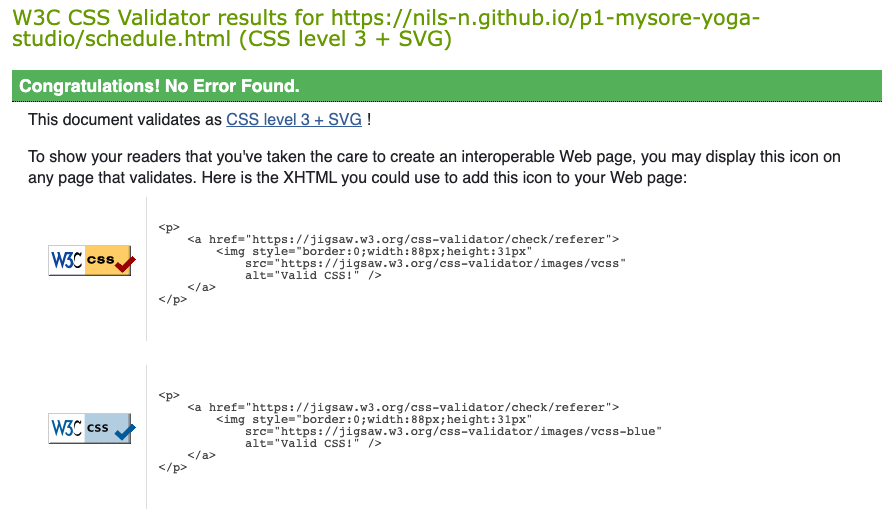 W3C CSS Validator results for https://nils-n.github.io/p1-mysore-yoga-
studio/schedule.html (CSS level 3 + SVG)
Congratulations! No Error Found.
This document validates as CSS level 3 + SVG !
To show your readers that you've taken the care to create an interoperable Web page, you may display this icon on
any page that validates. Here is the XHTML you could use to add this icon to your Web page:
W3C css
<p>
    <a href="https://jigsaw.w3.org/css-validator/check/referer">
        <img style="border:0;width:88px;height:31px"
            src="https://jigsaw.w3.org/css-validator/images/vcss"
            alt="Valid CSS!" />
    </a>
</p>
W3C css
<p>
    <a href="https://jigsaw.w3.org/css-validator/check/referer">
        <img style="border:0;width:88px;height:31px"
            src="https://jigsaw.w3.org/css-validator/images/vcss-blue"
            alt="Valid CSS!" />
    </a>
</p>